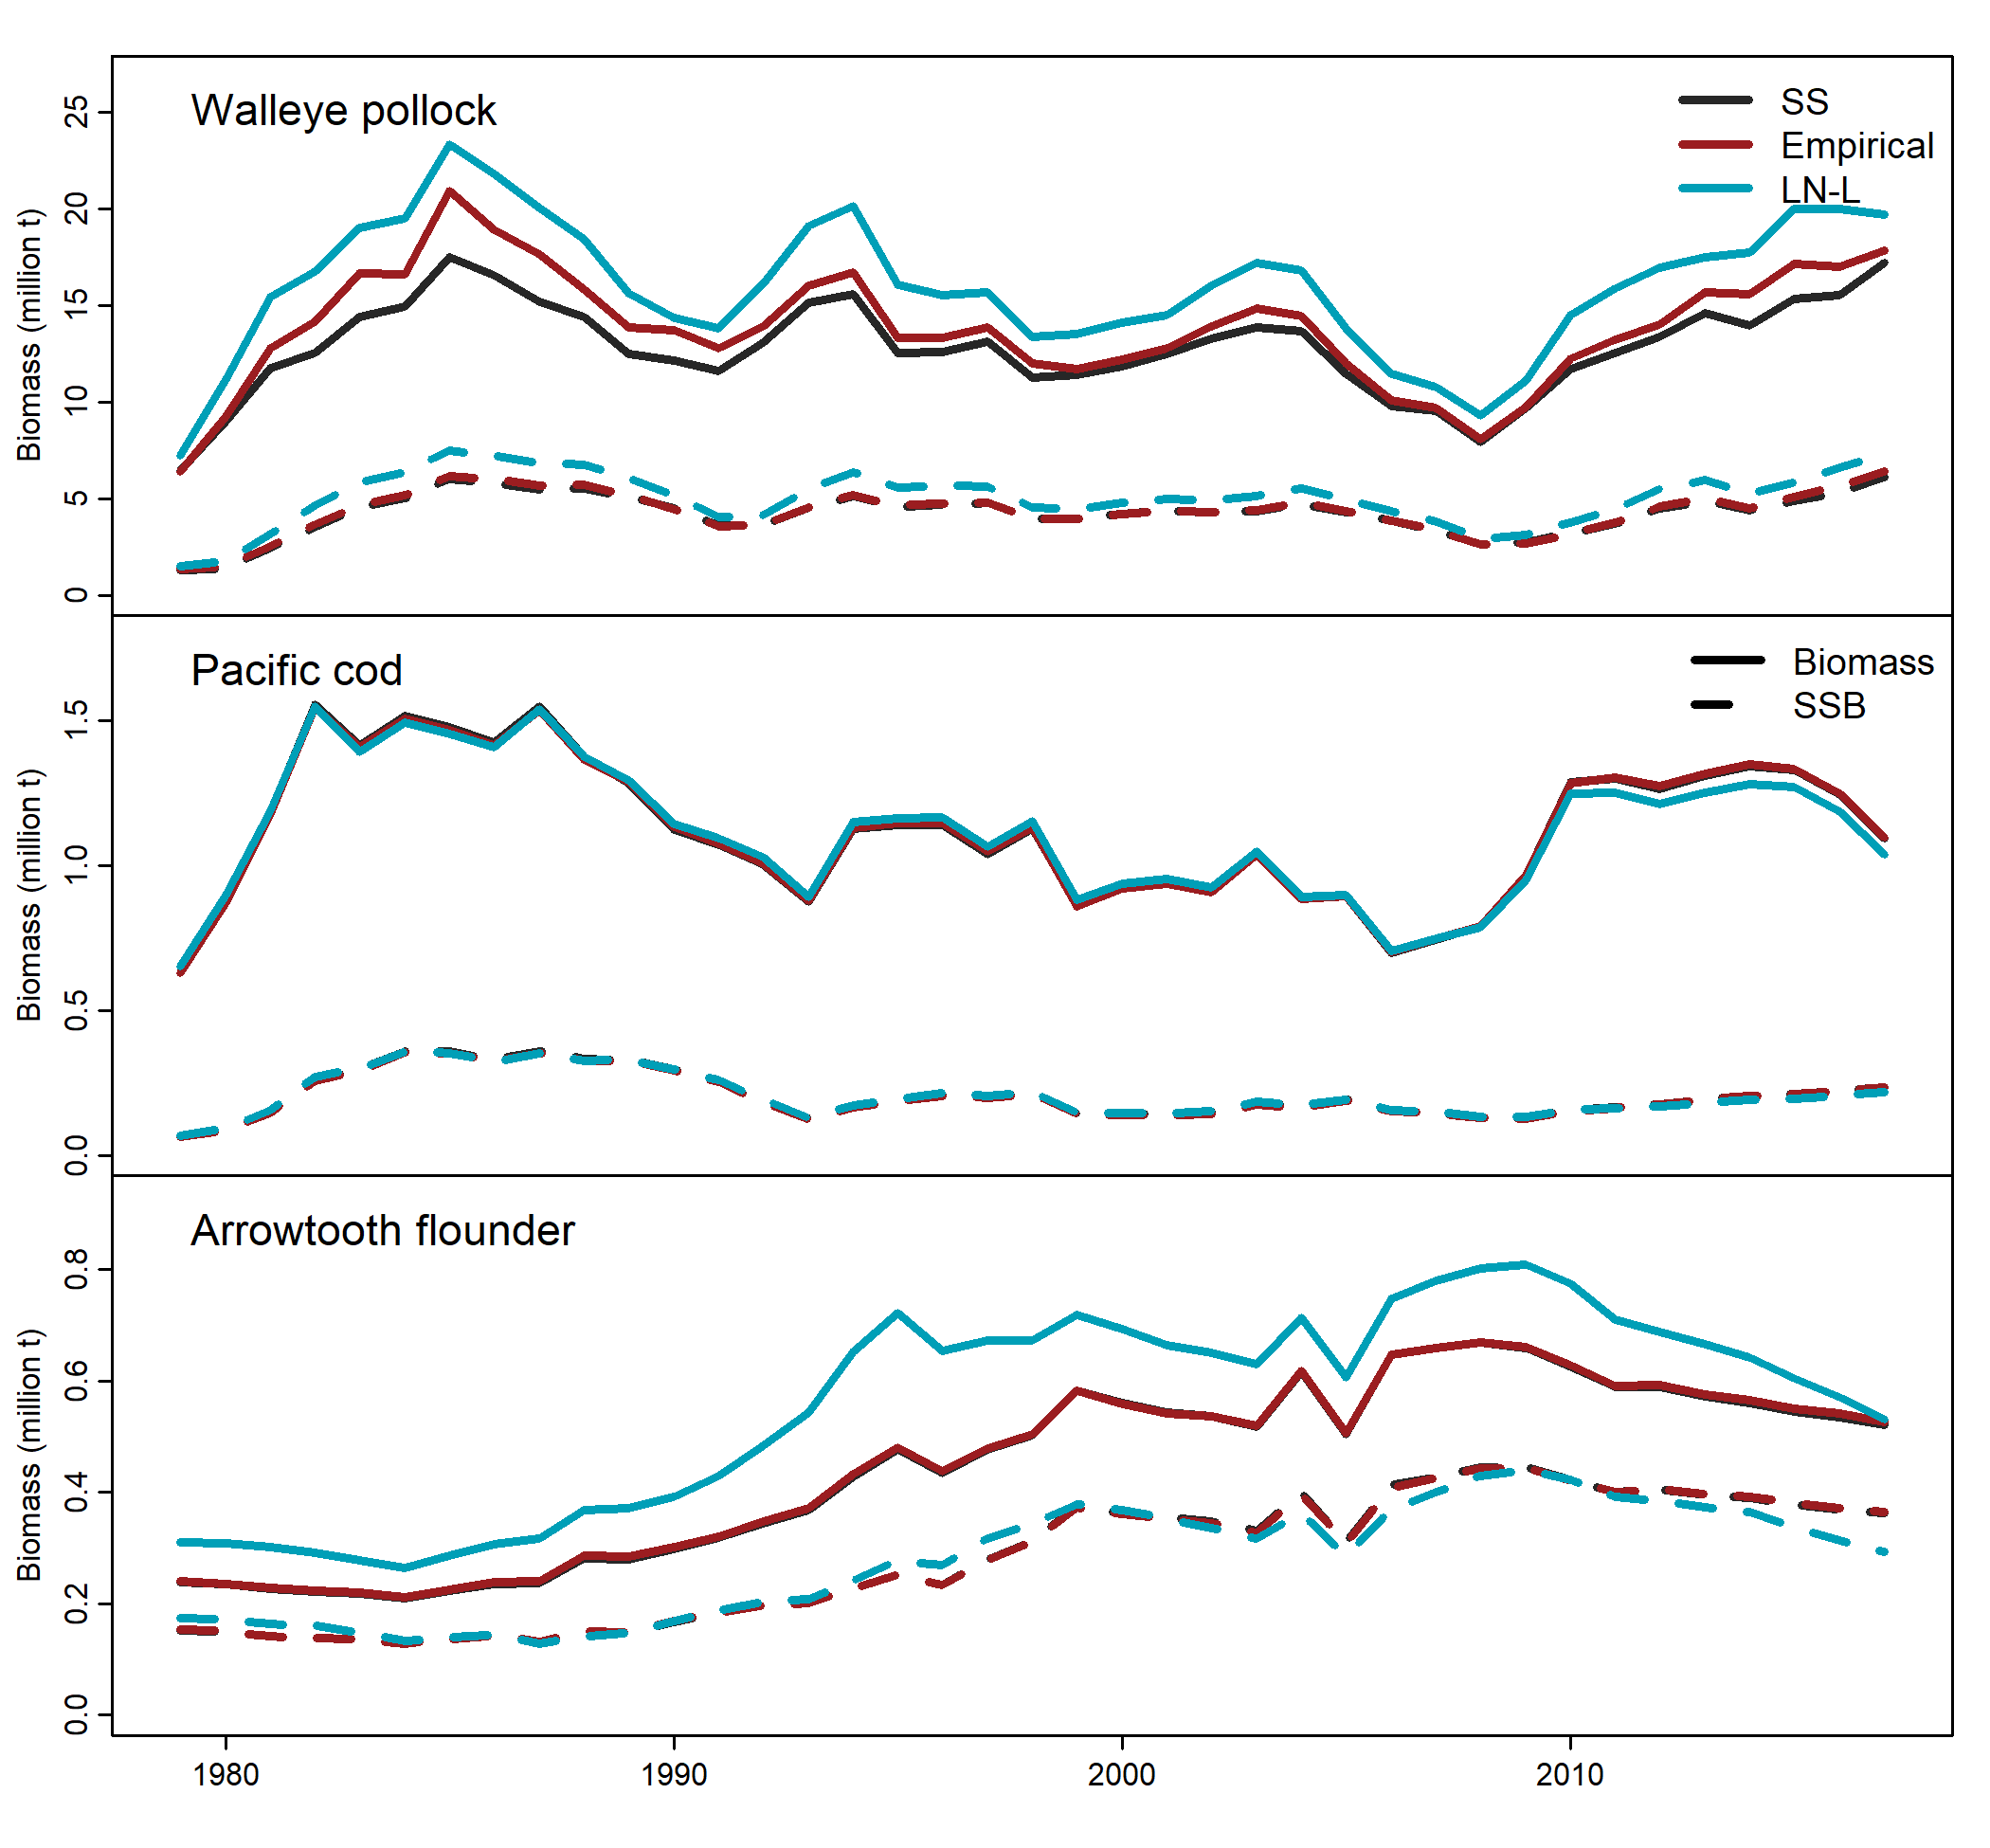 Walleye pollock
SS
Empirical
LN-L
Biomass (million t)
0
5
10
15
20
25
Pacific cod
Biomass
SSB
Biomass (million t)
0.0
0.5
1.0
1.5
Arrowtooth flounder
Biomass (million t)
0.0
0.2
0.4
0.6
0.8
1980
1990
2000
2010